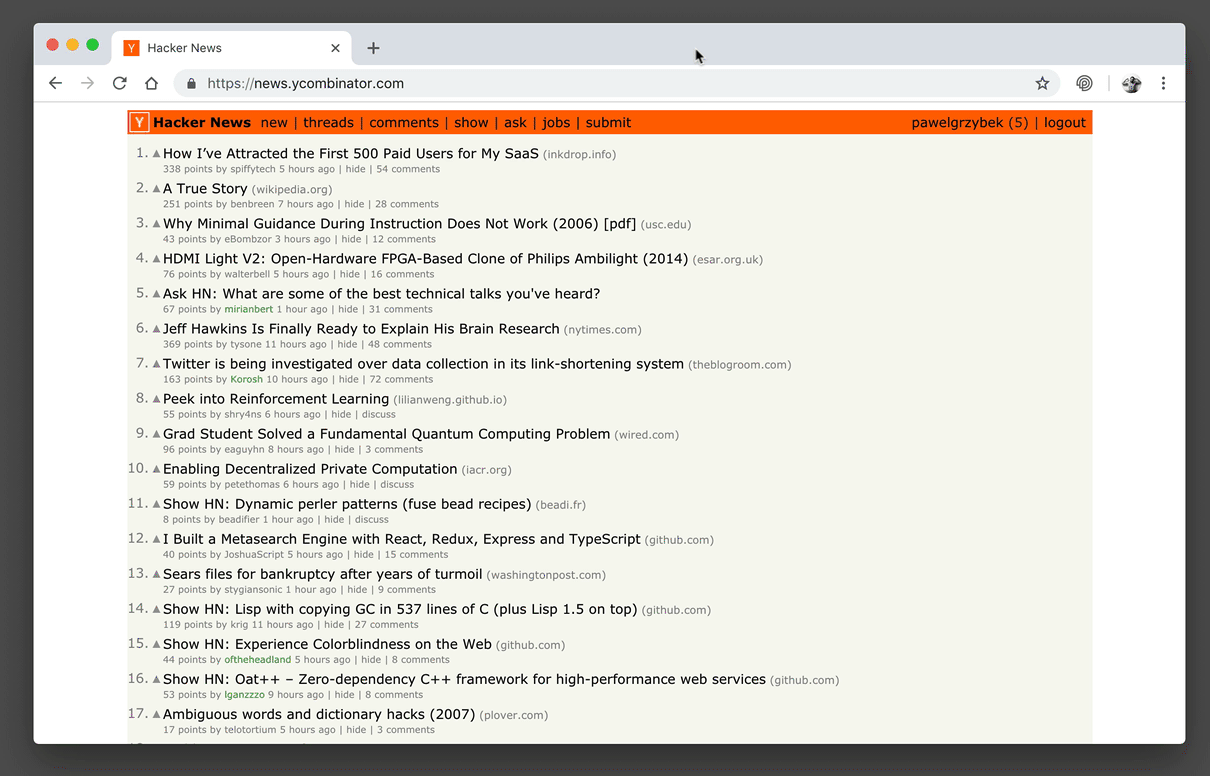 Y Hacker News
https://news.ycombinator.com
Y Hacker News new | threads | comments | show | ask | jobs | submit pawelgrzybek (5) | logout
1. How I’ve Attracted the First 500 Paid Users for My SaaS (inkdrop.info)
338 points by spiffytech 5 hours ago | hide | 54 comments
2. A True Story (wikipedia.org)
251 points by benbreen 7 hours ago | hide | 28 comments
3. Why Minimal Guidance During Instruction Does Not Work (2006) [pdf] (usc.edu)
43 points by eBombzor 3 hours ago | hide | 12 comments
4. HDMI Light V2: Open-Hardware FPGA-Based Clone of Philips Ambilight (2014) (esar.org.uk)
76 points by walterbell 5 hours ago | hide | 16 comments
5. Ask HN: What are some of the best technical talks you've heard?
67 points by mirianbert 1 hour ago | hide | 31 comments
6. Jeff Hawkins Is Finally Ready to Explain His Brain Research (nytimes.com)
369 points by tysone 11 hours ago | hide | 48 comments
7. Twitter is being investigated over data collection in its link-shortening system (theblogroom.com)
163 points by Korosh 10 hours ago | hide | 72 comments
8. Peek into Reinforcement Learning (lilianweng.github.io)
55 points by shry4ns 6 hours ago | hide | discuss
9. Grad Student Solved a Fundamental Quantum Computing Problem (wired.com)
96 points by eaguyhn 8 hours ago | hide | 3 comments
10. Enabling Decentralized Private Computation (iacr.org)
59 points by petethomas 6 hours ago | hide | discuss
11. Show HN: Dynamic perler patterns (fuse bead recipes) (beadi.fr)
8 points by beadifier 1 hour ago | hide | discuss
12. I Built a Metasearch Engine with React, Redux, Express and TypeScript (github.com)
40 points by JoshuaScript 5 hours ago | hide | 15 comments
13. Sears files for bankruptcy after years of turmoil (washingtonpost.com)
27 points by stygiansonic 1 hour ago | hide | 9 comments
14. Show HN: Lisp with copying GC in 537 lines of C (plus Lisp 1.5 on top) (github.com)
119 points by krig 11 hours ago | hide | 27 comments
15. Show HN: Experience Colorblindness on the Web (github.com)
44 points by oftheheadland 5 hours ago | hide | 8 comments
16. Show HN: Oat++ – Zero-dependency C++ framework for high-performance web services (github.com)
53 points by lganzzzo 9 hours ago | hide | 8 comments
17. Ambiguous words and dictionary hacks (2007) (plover.com)
17 points by telotortium 5 hours ago | hide | 3 comments